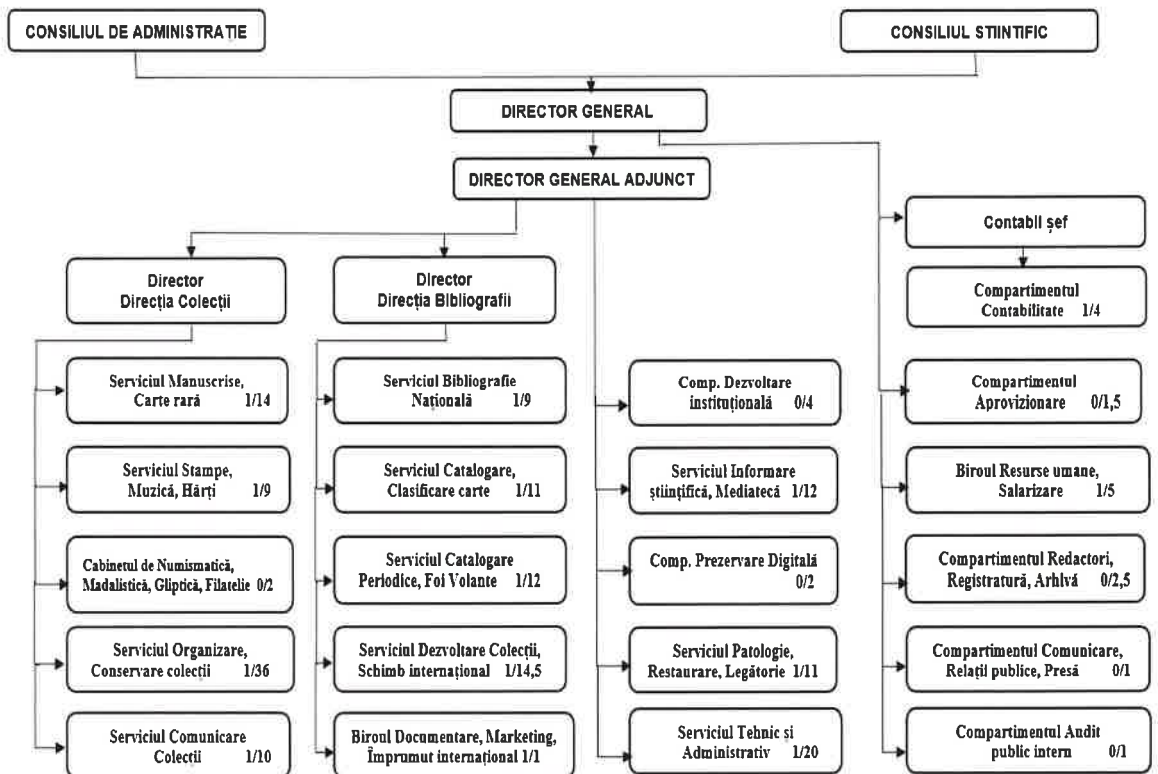 CONSILIUL DE ADMINISTRAȚIE
CONSILIUL STIINTIFIC
DIRECTOR GENERAL
DIRECTOR GENERAL ADJUNCT
Contabil șef
Compartimentul
Contabilitate 1/4
Director
Direcția Colecții
Director
Direcția Bibliografii
Serviciul Manuscrise,
Carte rară 1/14
Serviciul Stampe,
Muzică, Hărți 1/9
Cabinetul de Numismatică,
Madalistică, Gliptică, Filatelie 0/2
Serviciul Organizare,
Conservare colecții 1/36
Serviciul Comunicare
Colecții 1/10
Serviciul Bibliografie
Națională 1/9
Serviciul Catalogare,
Clasificare carte 1/11
Serviciul Catalogare
Periodice, Foi Volante 1/12
Serviciul Dezvoltare Colecții,
Schimb internațional 1/14,5
Biroul Documentare, Marketing,
Împrumut internațional 1/1
Comp. Dezvoltare
instituțională 0/4
Serviciul Informare
științifică, Mediatecă 1/12
Comp. Prezervare Digitală
0/2
Serviciul Patologie,
Restaurare, Legătorie 1/11
Serviciul Tehnic și
Administrativ 1/20
Compartimentul
Aprovizionare 0/1,5
Biroul Resurse umane,
Salarizare 1/5
Compartimentul Redactori,
Registratură, Arhivă 0/2,5
Compartimentul Comunicare,
Relații publice, Presă 0/1
Compartimentul Audit
public intern 0/1